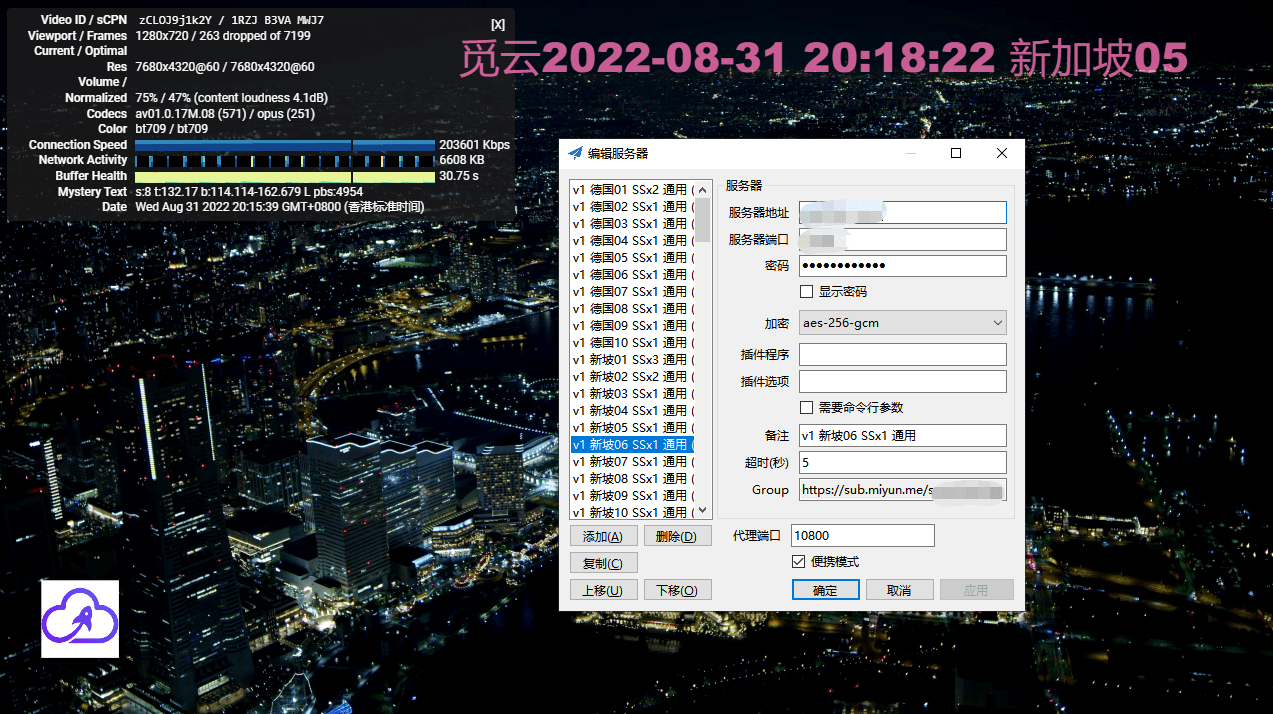 Video ID / sCPN zCLOJ9j1k2Y / 1RZJ B3VA MWJ7
[X]
Viewport / Frames 1280x720 / 263 dropped of 7199
Current / Optimal
Res 7680x4320@60 / 7680x4320@60
Volume /
Normalized 75% / 47% (content loudness 4.1dB)
Codecs av01.0.17M.08 (571) / opus (251)
Color bt709 / bt709
Connection Speed 203601 Kbps
Network Activity 6608 KB
Buffer Health 30.75 s
Mystery Text s:8 t:132.17 b:114.114-162.679 L pbs:4954
Date Wed Aug 31 2022 20:15:39 GMT+0800 (香港标准时间)
觅云2022-08-31 20:18:22 新加坡05
编辑服务器
v1 德国01 SSx2 通用 (
v1 德国02 SSx1 通用 (
v1 德国03 SSx1 通用 (
v1 德国04 SSx1 通用 (
v1 德国05 SSx1 通用 (
v1 德国06 SSx1 通用 (
v1 德国07 SSx1 通用 (
v1 德国08 SSx1 通用 (
v1 德国09 SSx1 通用 (
v1 德国10 SSx1 通用 (
v1 新坡01 SSx3 通用 (
v1 新坡02 SSx2 通用 (
v1 新坡03 SSx1 通用 (
v1 新坡04 SSx1 通用 (
v1 新坡05 SSx1 通用 (
v1 新坡06 SSx1 通用 (
v1 新坡07 SSx1 通用 (
v1 新坡08 SSx1 通用 (
v1 新坡09 SSx1 通用 (
v1 新坡10 SSx1 通用 (
服务器
服务器地址
服务器端口
密码 ●●●●●●●●●●●●
显示密码
加密 aes-256-gcm
插件程序
插件选项
需要命令行参数
备注 v1 新坡06 SSx1 通用
超时(秒) 5
Group https://sub.miyun.me/s
添加(A) 删除(D)
复制(C)
上移(U) 下移(O)
代理端口 10800
便携模式
确定 取消 应用